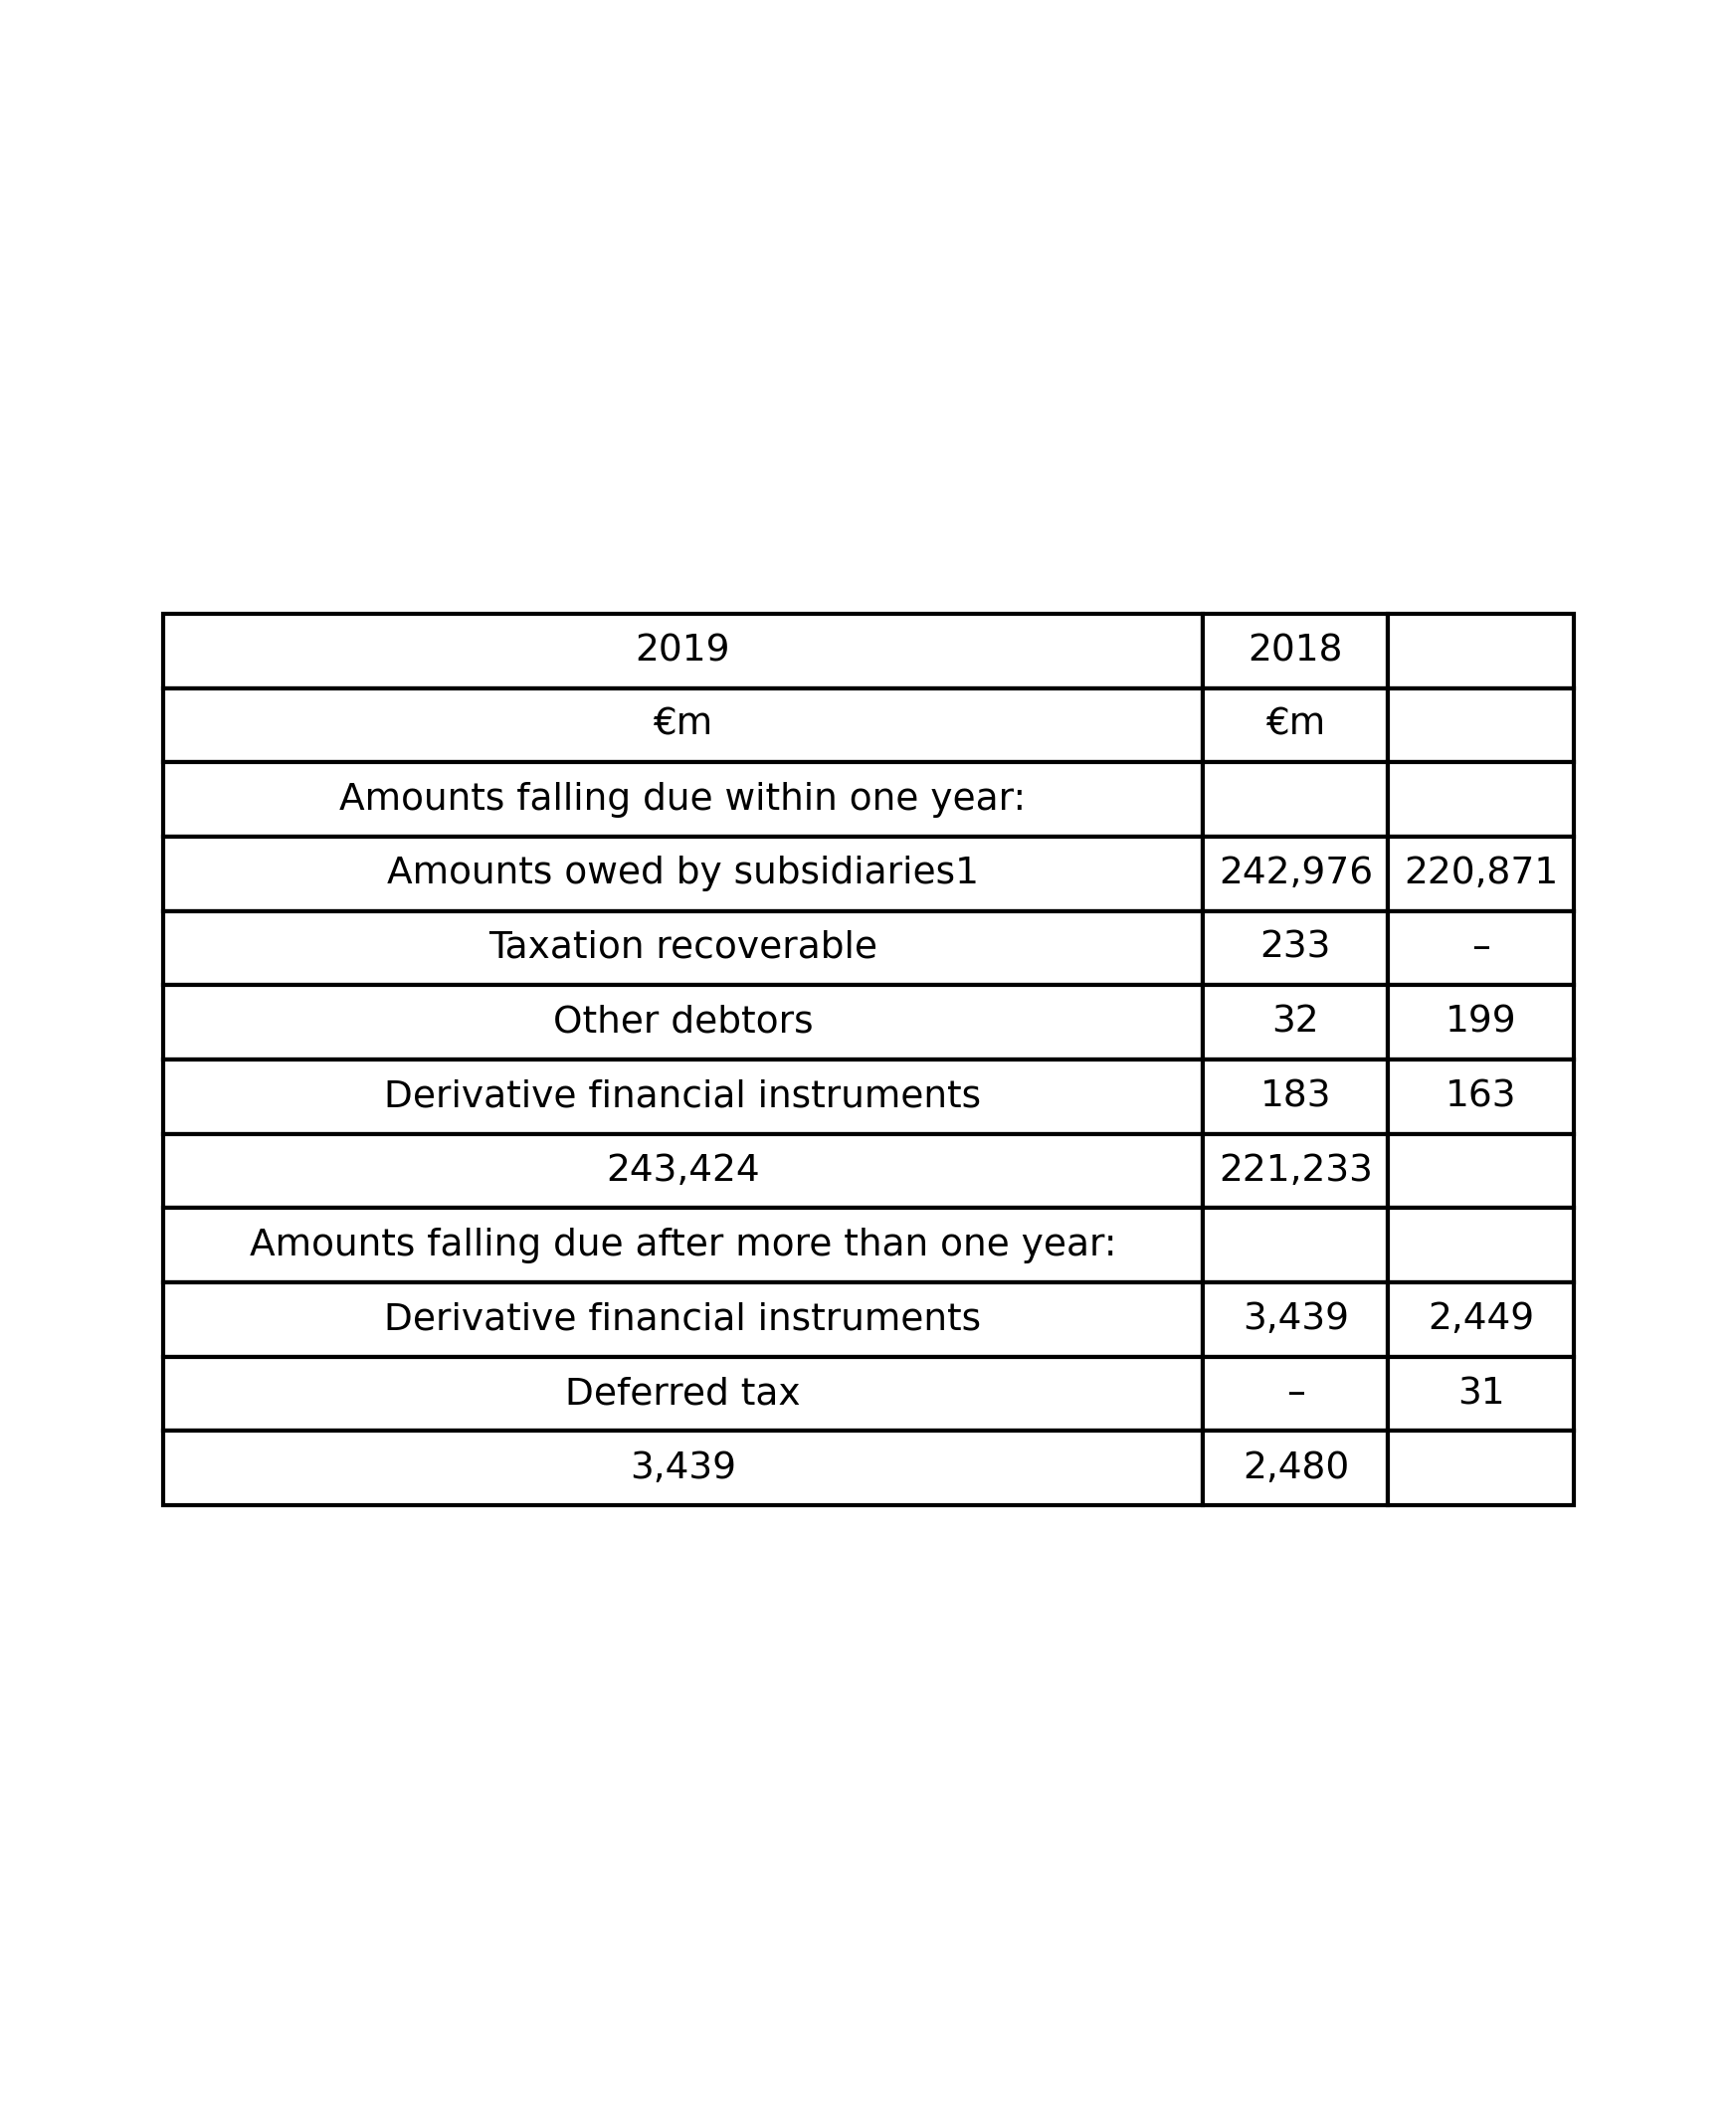 2019 2018
€m €m
Amounts falling due within one year:
Amounts owed by subsidiaries1 242,976 220,871
Taxation recoverable 233 –
Other debtors 32 199
Derivative financial instruments 183 163
243,424 221,233
Amounts falling due after more than one year:
Derivative financial instruments 3,439 2,449
Deferred tax – 31
3,439 2,480